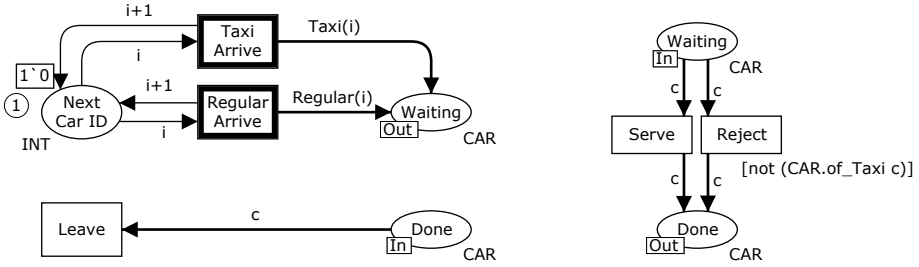 i+1
Taxi
Arrive
Taxi(i)
i
1`0
1
Next
Car ID
INT
i+1
i
Regular
Arrive
Regular(i)
Waiting
Out
CAR
Leave
c
Done
In
CAR
Waiting
In
CAR
c
c
Serve
Reject
[not (CAR.of_Taxi c)]
c
c
Done
Out
CAR